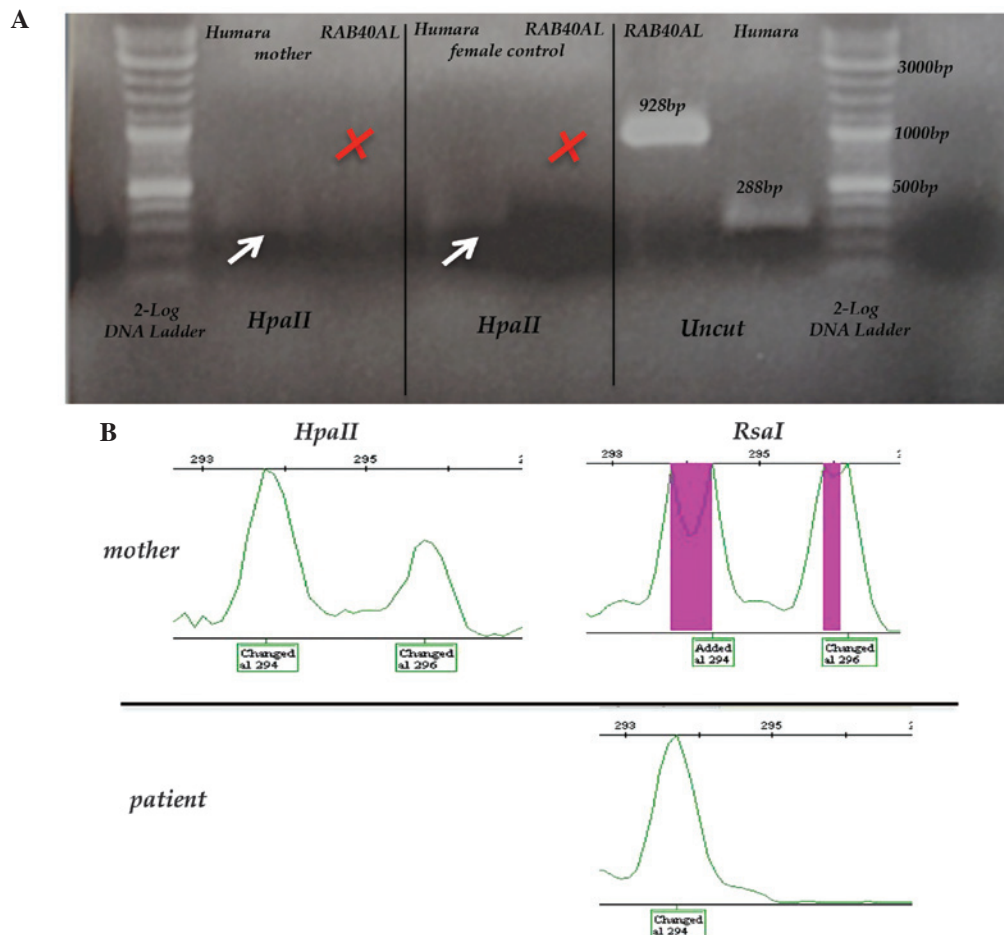 A
Humara RAB40AL
mother
Humara RAB40AL
female control
RAB40AL Humara
3000bp
928bp
1000bp
288bp
500bp
2-Log
DNA Ladder
HpaII
HpaII
Uncut
2-Log
DNA Ladder
B
HpaII
RsaI
293 295
293 295
mother
Changed
al 294
Changed
al 296
Added
al 294
Changed
al 296
293 295
patient
Changed
al 294